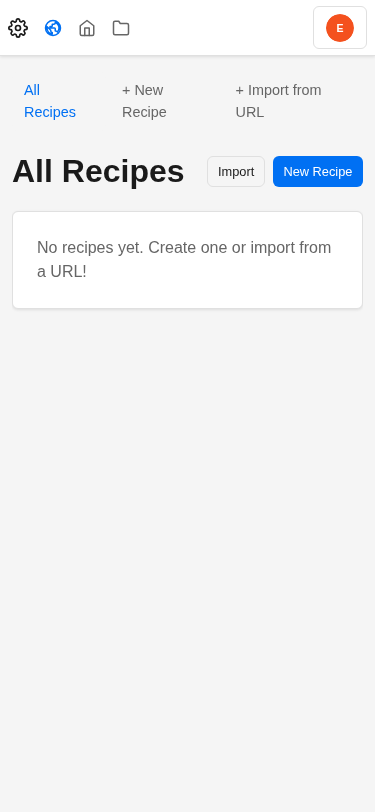 E
All
Recipes
+ New
Recipe
+ Import from
URL
All Recipes
Import
New Recipe
No recipes yet. Create one or import from
a URL!